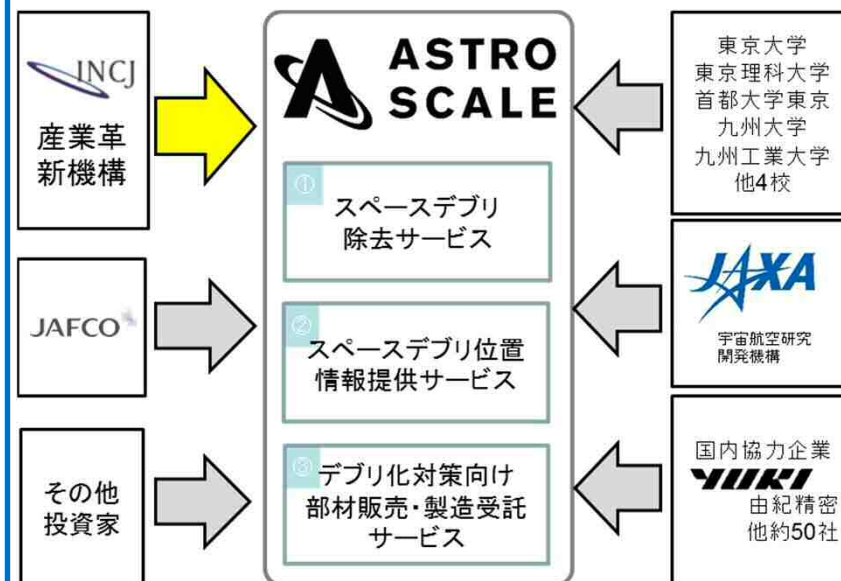 INCJ
産業革
新機構
JAFCO
その他
投資家
ASTRO
SCALE
①
スペースデブリ
除去サービス
②
スペースデブリ位置
情報提供サービス
③
デブリ化対策向け
部材販売・製造受託
サービス
東京大学
東京理科大学
首都大学東京
九州大学
九州工業大学
他4校
JAXA
宇宙航空研究
開発機構
国内協力企業
YUKI
由紀精密
他約50社